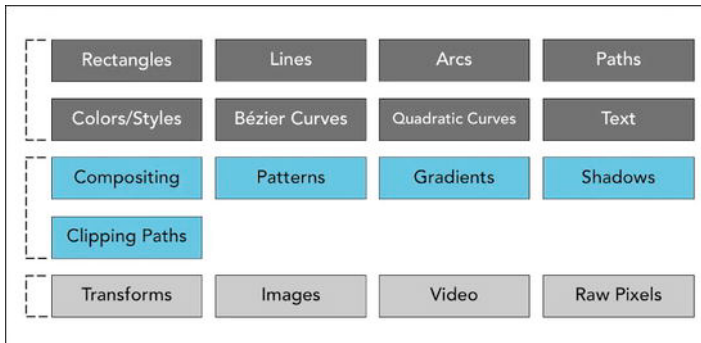 Rectangles
Lines
Arcs
Paths
Colors/Styles
Bézier Curves
Quadratic Curves
Text
Compositing
Patterns
Gradients
Shadows
Clipping Paths
Transforms
Images
Video
Raw Pixels